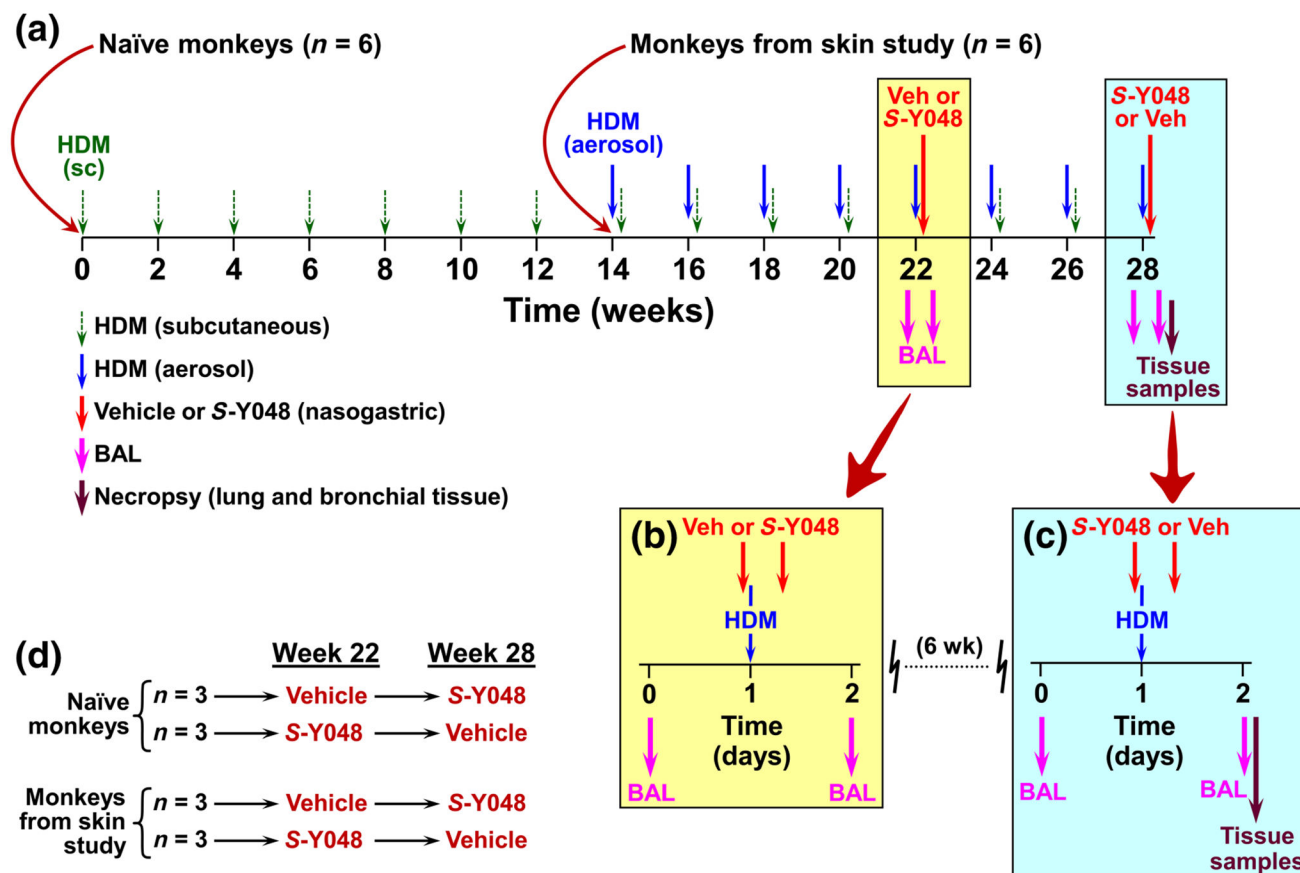 (a)
Naïve monkeys (n = 6)
Monkeys from skin study (n = 6)
HDM
(sc)
HDM
(aerosol)
Veh or
S-Y048
S-Y048
or Veh
0 2 4 6 8 10 12 14 16 18 20 22 24 26 28
Time (weeks)
BAL
Tissue
samples
HDM (subcutaneous)
HDM (aerosol)
Vehicle or S-Y048 (nasogastric)
BAL
Necropsy (lung and bronchial tissue)
(b)
Veh or S-Y048
HDM
0 1 2
Time
(days)
BAL BAL
(6 wk)
(c)
S-Y048 or Veh
HDM
0 1 2
Time
(days)
BAL BAL
Tissue
samples
(d)
Week 22 Week 28
Naïve
monkeys
n = 3 Vehicle S-Y048
n = 3 S-Y048 Vehicle
Monkeys
from skin
study
n = 3 Vehicle S-Y048
n = 3 S-Y048 Vehicle